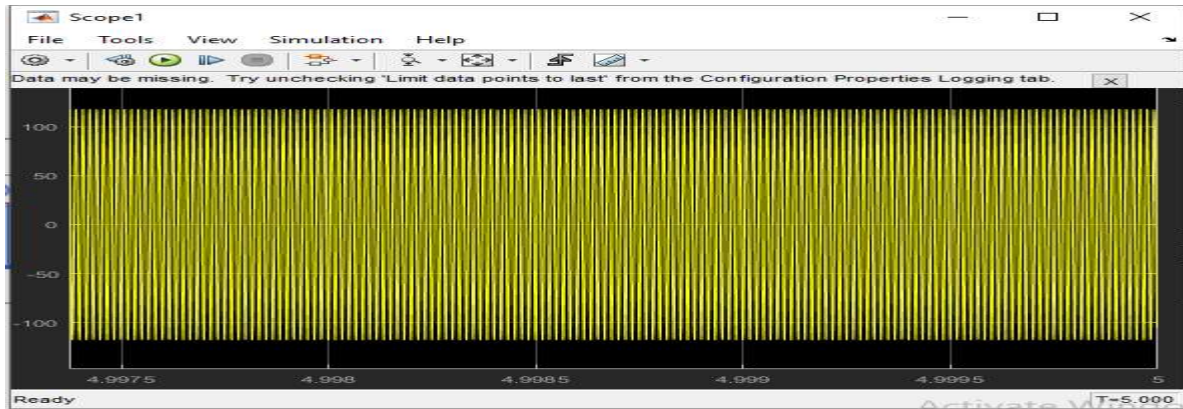 Scope1
File Tools View Simulation Help
Data may be missing. Try unchecking 'Limit data points to last' from the Configuration Properties Logging tab.
100
50
0
-50
-100
4.9975 4.998 4.9985 4.999 4.9995 5
Ready T=5.000
Activate